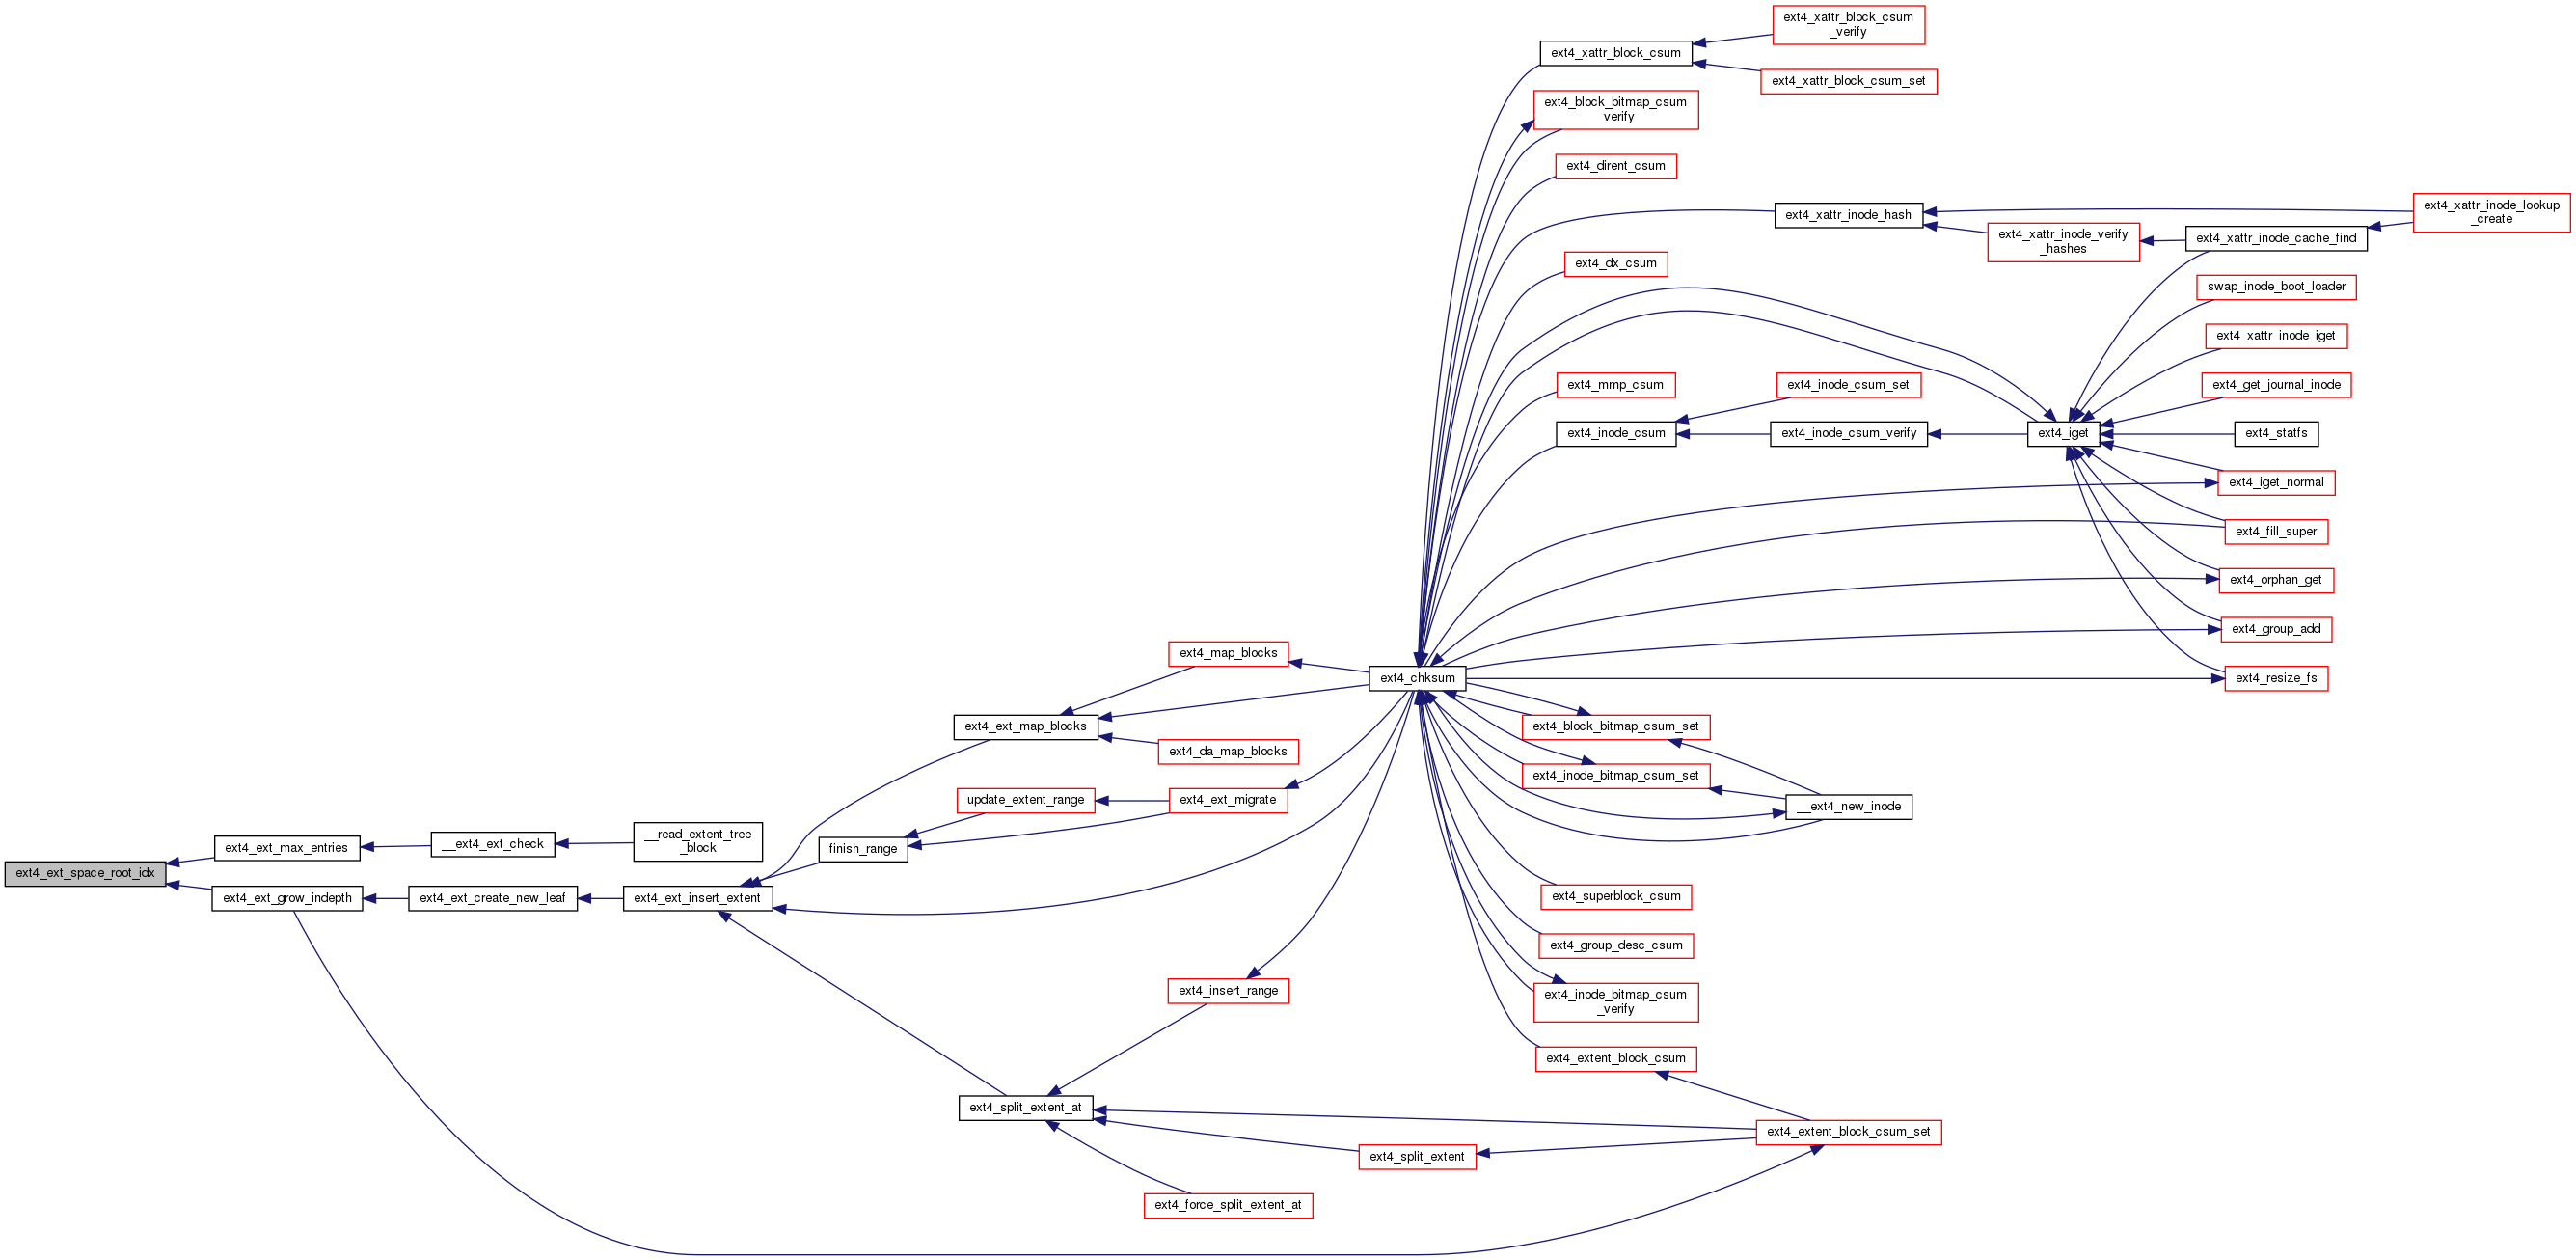 ext4_xattr_block_csum
_verify
ext4_xattr_block_csum
ext4_xattr_block_csum_set
ext4_block_bitmap_csum
_verify
ext4_dirent_csum
ext4_xattr_inode_lookup
_create
ext4_xattr_inode_hash
ext4_xattr_inode_verify
_hashes
ext4_xattr_inode_cache_find
ext4_dx_csum
swap_inode_boot_loader
ext4_xattr_inode_iget
ext4_mmp_csum
ext4_inode_csum_set
ext4_get_journal_inode
ext4_inode_csum
ext4_inode_csum_verify
ext4_iget
ext4_statfs
ext4_iget_normal
ext4_fill_super
ext4_orphan_get
ext4_group_add
ext4_map_blocks
ext4_chksum
ext4_resize_fs
ext4_ext_map_blocks
ext4_block_bitmap_csum_set
ext4_da_map_blocks
ext4_inode_bitmap_csum_set
update_extent_range
ext4_ext_migrate
__ext4_new_inode
ext4_ext_max_entries
__ext4_ext_check
__read_extent_tree
_block
finish_range
ext4_ext_space_root_idx
ext4_ext_grow_indepth
ext4_ext_create_new_leaf
ext4_ext_insert_extent
ext4_superblock_csum
ext4_group_desc_csum
ext4_insert_range
ext4_inode_bitmap_csum
_verify
ext4_extent_block_csum
ext4_split_extent_at
ext4_extent_block_csum_set
ext4_split_extent
ext4_force_split_extent_at